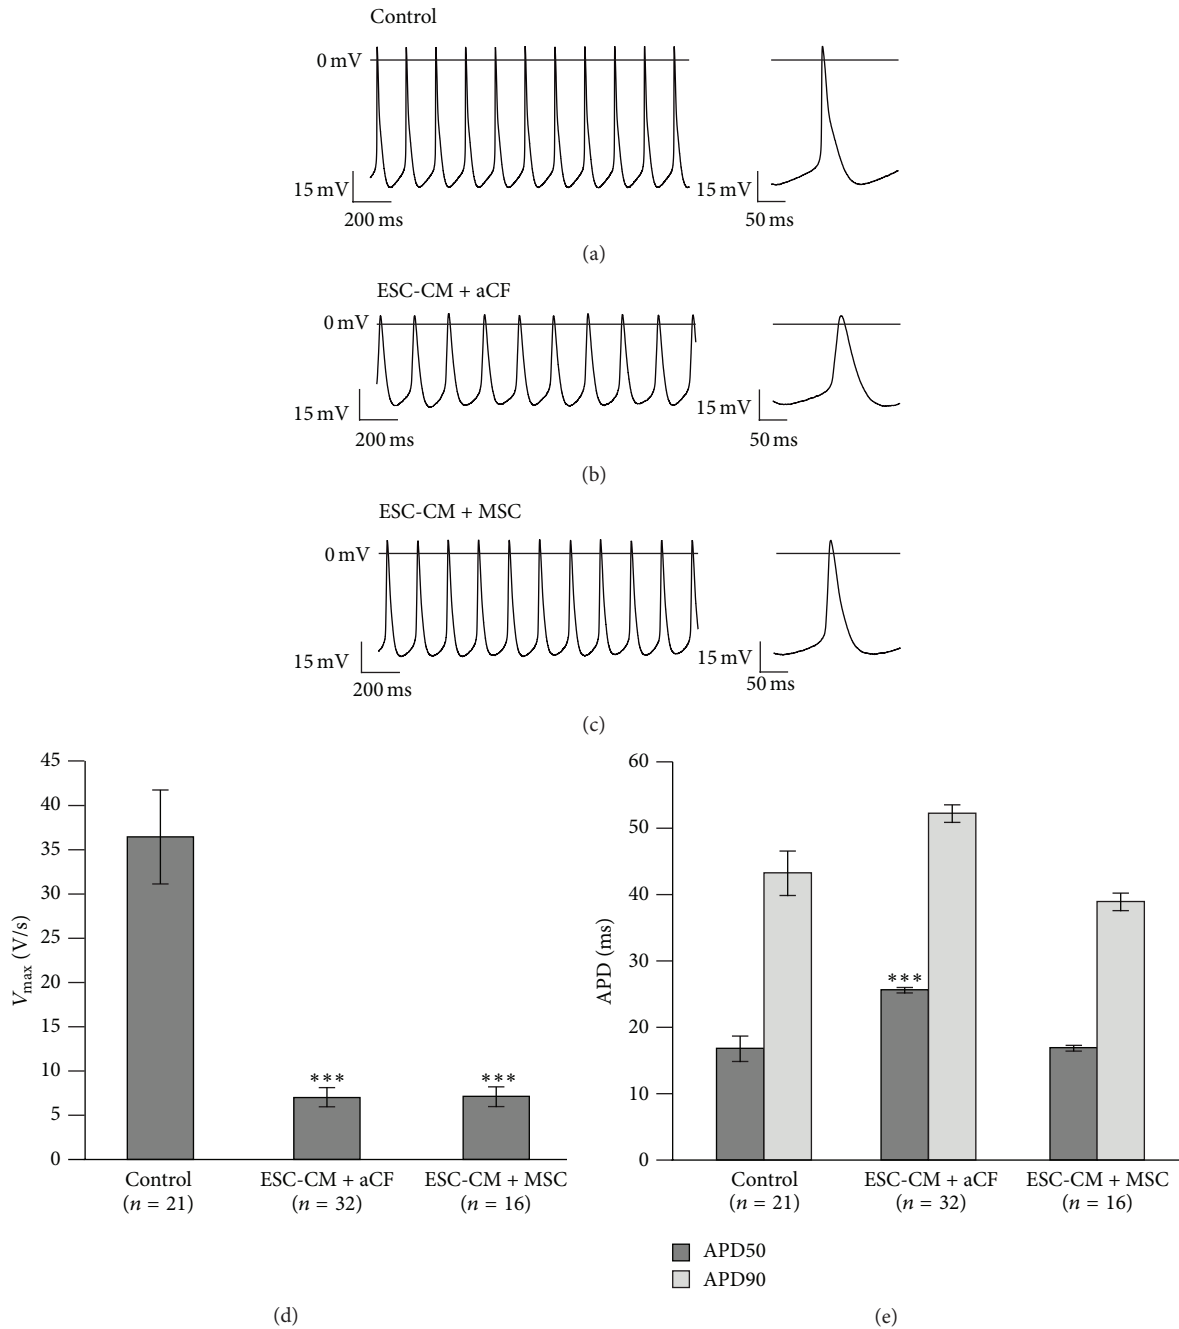 Control
0 mV
15 mV
200 ms
15 mV
50 ms
(a)
ESC-CM + aCF
0 mV
15 mV
200 ms
15 mV
50 ms
(b)
ESC-CM + MSC
0 mV
15 mV
200 ms
15 mV
50 ms
(c)
45
40
35
30
25
20
15
10
5
0
Vmax (V/s)
***
***
Control
(n = 21)
ESC-CM + aCF
(n = 32)
ESC-CM + MSC
(n = 16)
(d)
60
50
40
30
20
10
0
APD (ms)
***
Control
(n = 21)
ESC-CM + aCF
(n = 32)
ESC-CM + MSC
(n = 16)
APD50
APD90
(e)